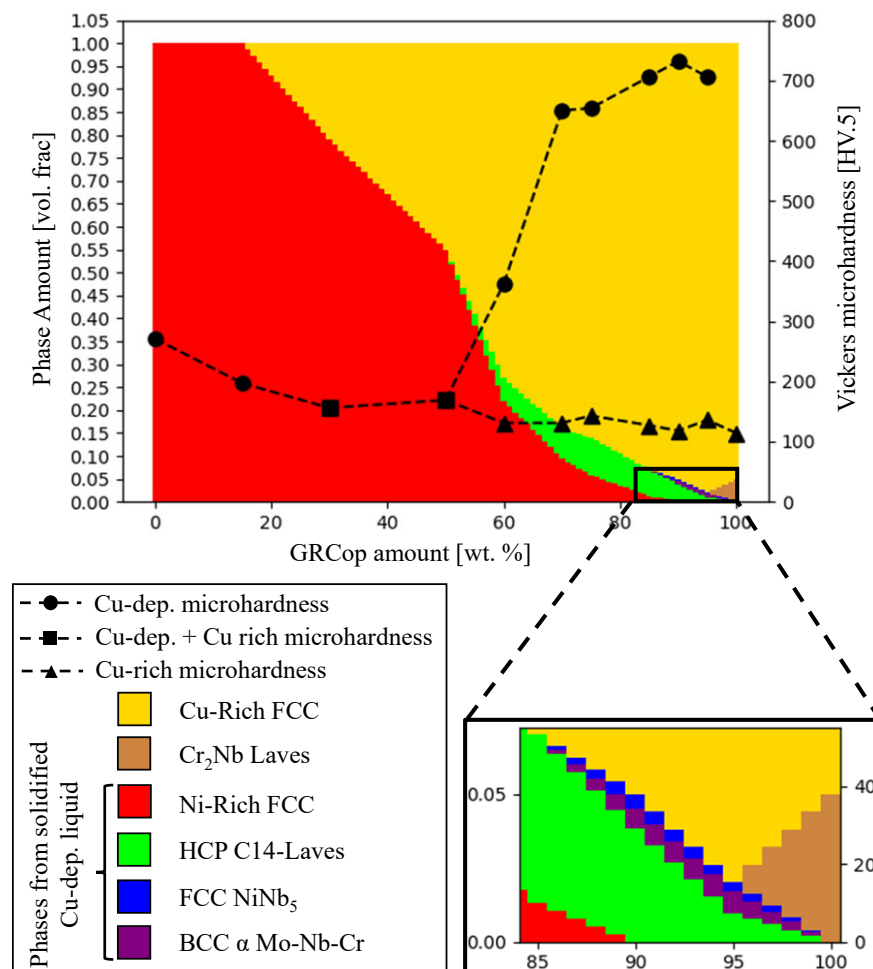 1.05
1.00
0.95
0.90
0.85
0.80
0.75
0.70
0.65
0.60
0.55
0.50
0.45
0.40
0.35
0.30
0.25
0.20
0.15
0.10
0.05
0.00
Phase Amount [vol. frac]
800
700
600
500
400
300
200
100
0
Vickers microhardness [HV.5]
0 20 40 60 80 100
GRCop amount [wt. %]
Cu-dep. microhardness
Cu-dep. + Cu rich microhardness
Cu-rich microhardness
Cu-Rich FCC
Cr₂Nb Laves
Phases from solidified
Cu-dep. liquid
Ni-Rich FCC
HCP C14-Laves
FCC NiNb₅
BCC α Mo-Nb-Cr
0.05
0.00
40
20
0
85 90 95 100